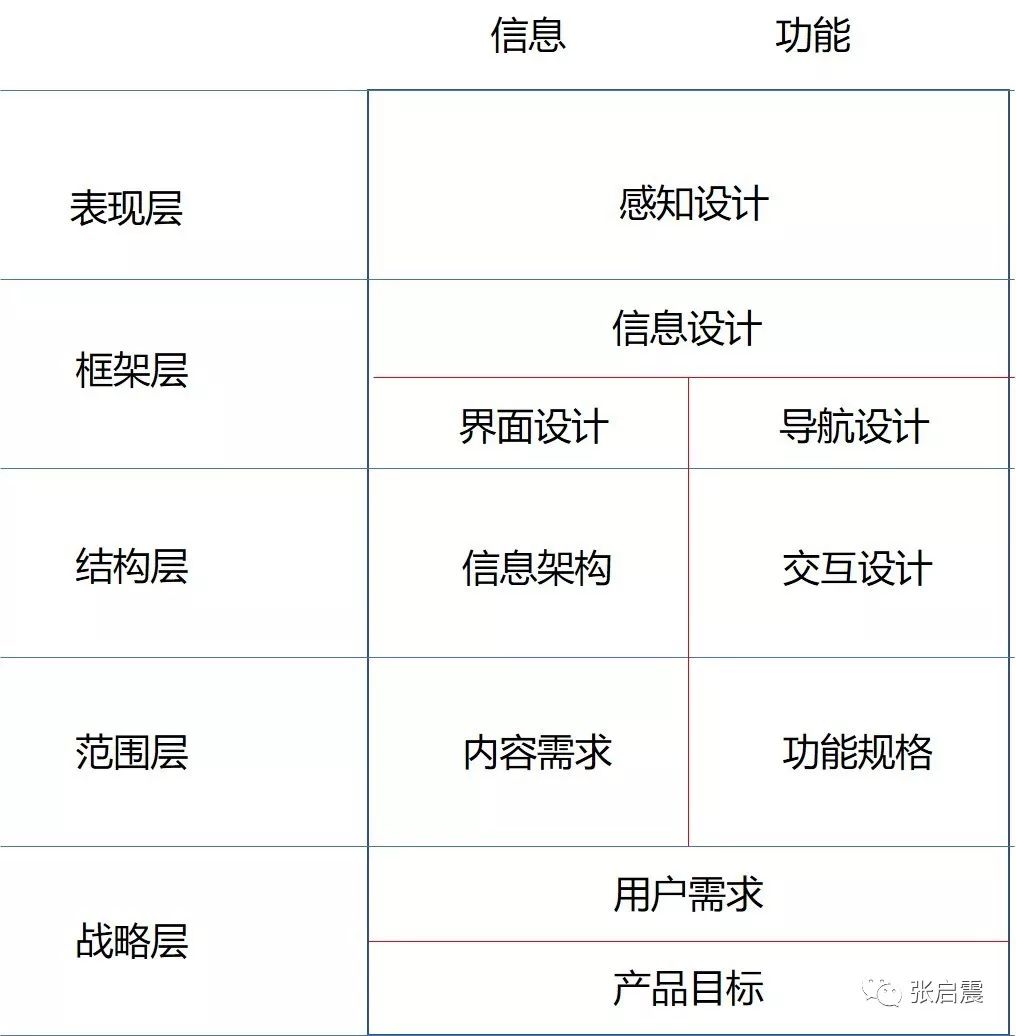 信息 功能
表现层 感知设计
信息设计
框架层
界面设计 导航设计
结构层 信息架构 交互设计
范围层 内容需求 功能规格
用户需求
战略层
产品目标
张启震